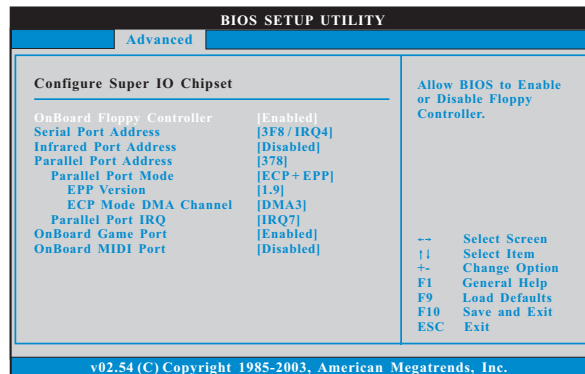 BIOS SETUP UTILITY
Advanced
Configure Super IO Chipset
OnBoard Floppy Controller [Enabled]
Serial Port Address [3F8 / IRQ4]
Infrared Port Address [Disabled]
Parallel Port Address [378]
Parallel Port Mode [ECP + EPP]
EPP Version [1.9]
ECP Mode DMA Channel [DMA3]
Parallel Port IRQ [IRQ7]
OnBoard Game Port [Enabled]
OnBoard MIDI Port [Disabled]
Allow BIOS to Enable
or Disable Floppy
Controller.
←→ Select Screen
↑↓ Select Item
+- Change Option
F1 General Help
F9 Load Defaults
F10 Save and Exit
ESC Exit
v02.54 (C) Copyright 1985-2003, American Megatrends, Inc.